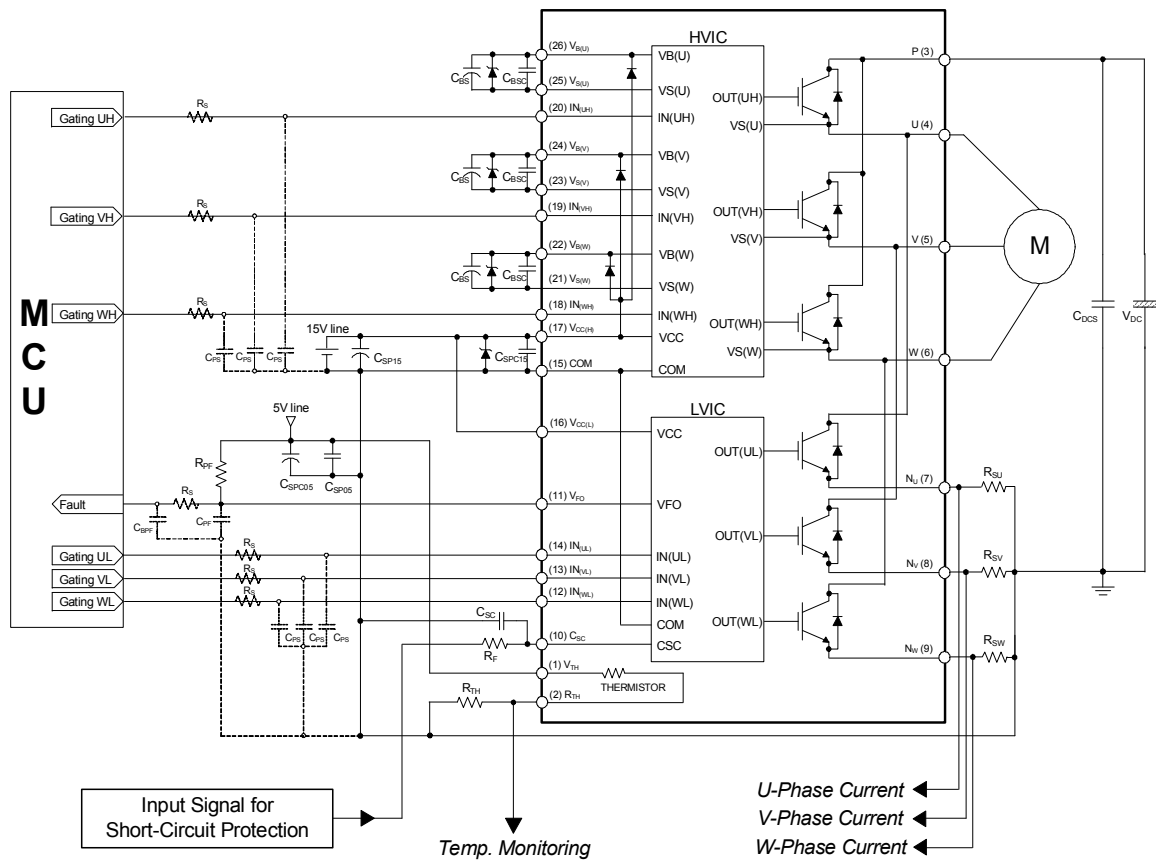 HVIC
(26) VB(U)
VB(U)
P (3)
CBS
CBSC
(25) VS(U)
VS(U)
OUT(UH)
RS
Gating UH
(20) IN(UH)
IN(UH)
VS(U)
U (4)
(24) VB(V)
VB(V)
CBS
CBSC
(23) VS(V)
VS(V)
RS
OUT(VH)
Gating VH
(19) IN(VH)
IN(VH)
VS(V)
V (5)
M
(22) VB(W)
VB(W)
CBS
CBSC
(21) VS(W)
VS(W)
RS
Gating WH
(18) IN(WH)
IN(WH)
OUT(WH)
CDCS
VDC
MCU
15V line
(17) VCC(H)
VCC
CPS
CPS
CPS
CSP15
CSPC15
VS(W)
W (6)
(15) COM
COM
5V line
LVIC
(16) VCC(L)
VCC
OUT(UL)
RPF
CSPC05
CSP05
RSU
NU (7)
RS
Fault
(11) VFO
VFO
CBPF
CPF
OUT(VL)
RS
Gating UL
(14) IN(UL)
IN(UL)
RS
Gating VL
(13) IN(VL)
IN(VL)
RSV
NV (8)
RS
Gating WL
(12) IN(WL)
IN(WL)
CPS
CPS
CPS
CSC
COM
OUT(WL)
RF
(10) CSC
CSC
RSW
NW (9)
(1) VTH
THERMISTOR
RTH
(2) RTH
Input Signal for
Short-Circuit Protection
Temp. Monitoring
U-Phase Current
V-Phase Current
W-Phase Current